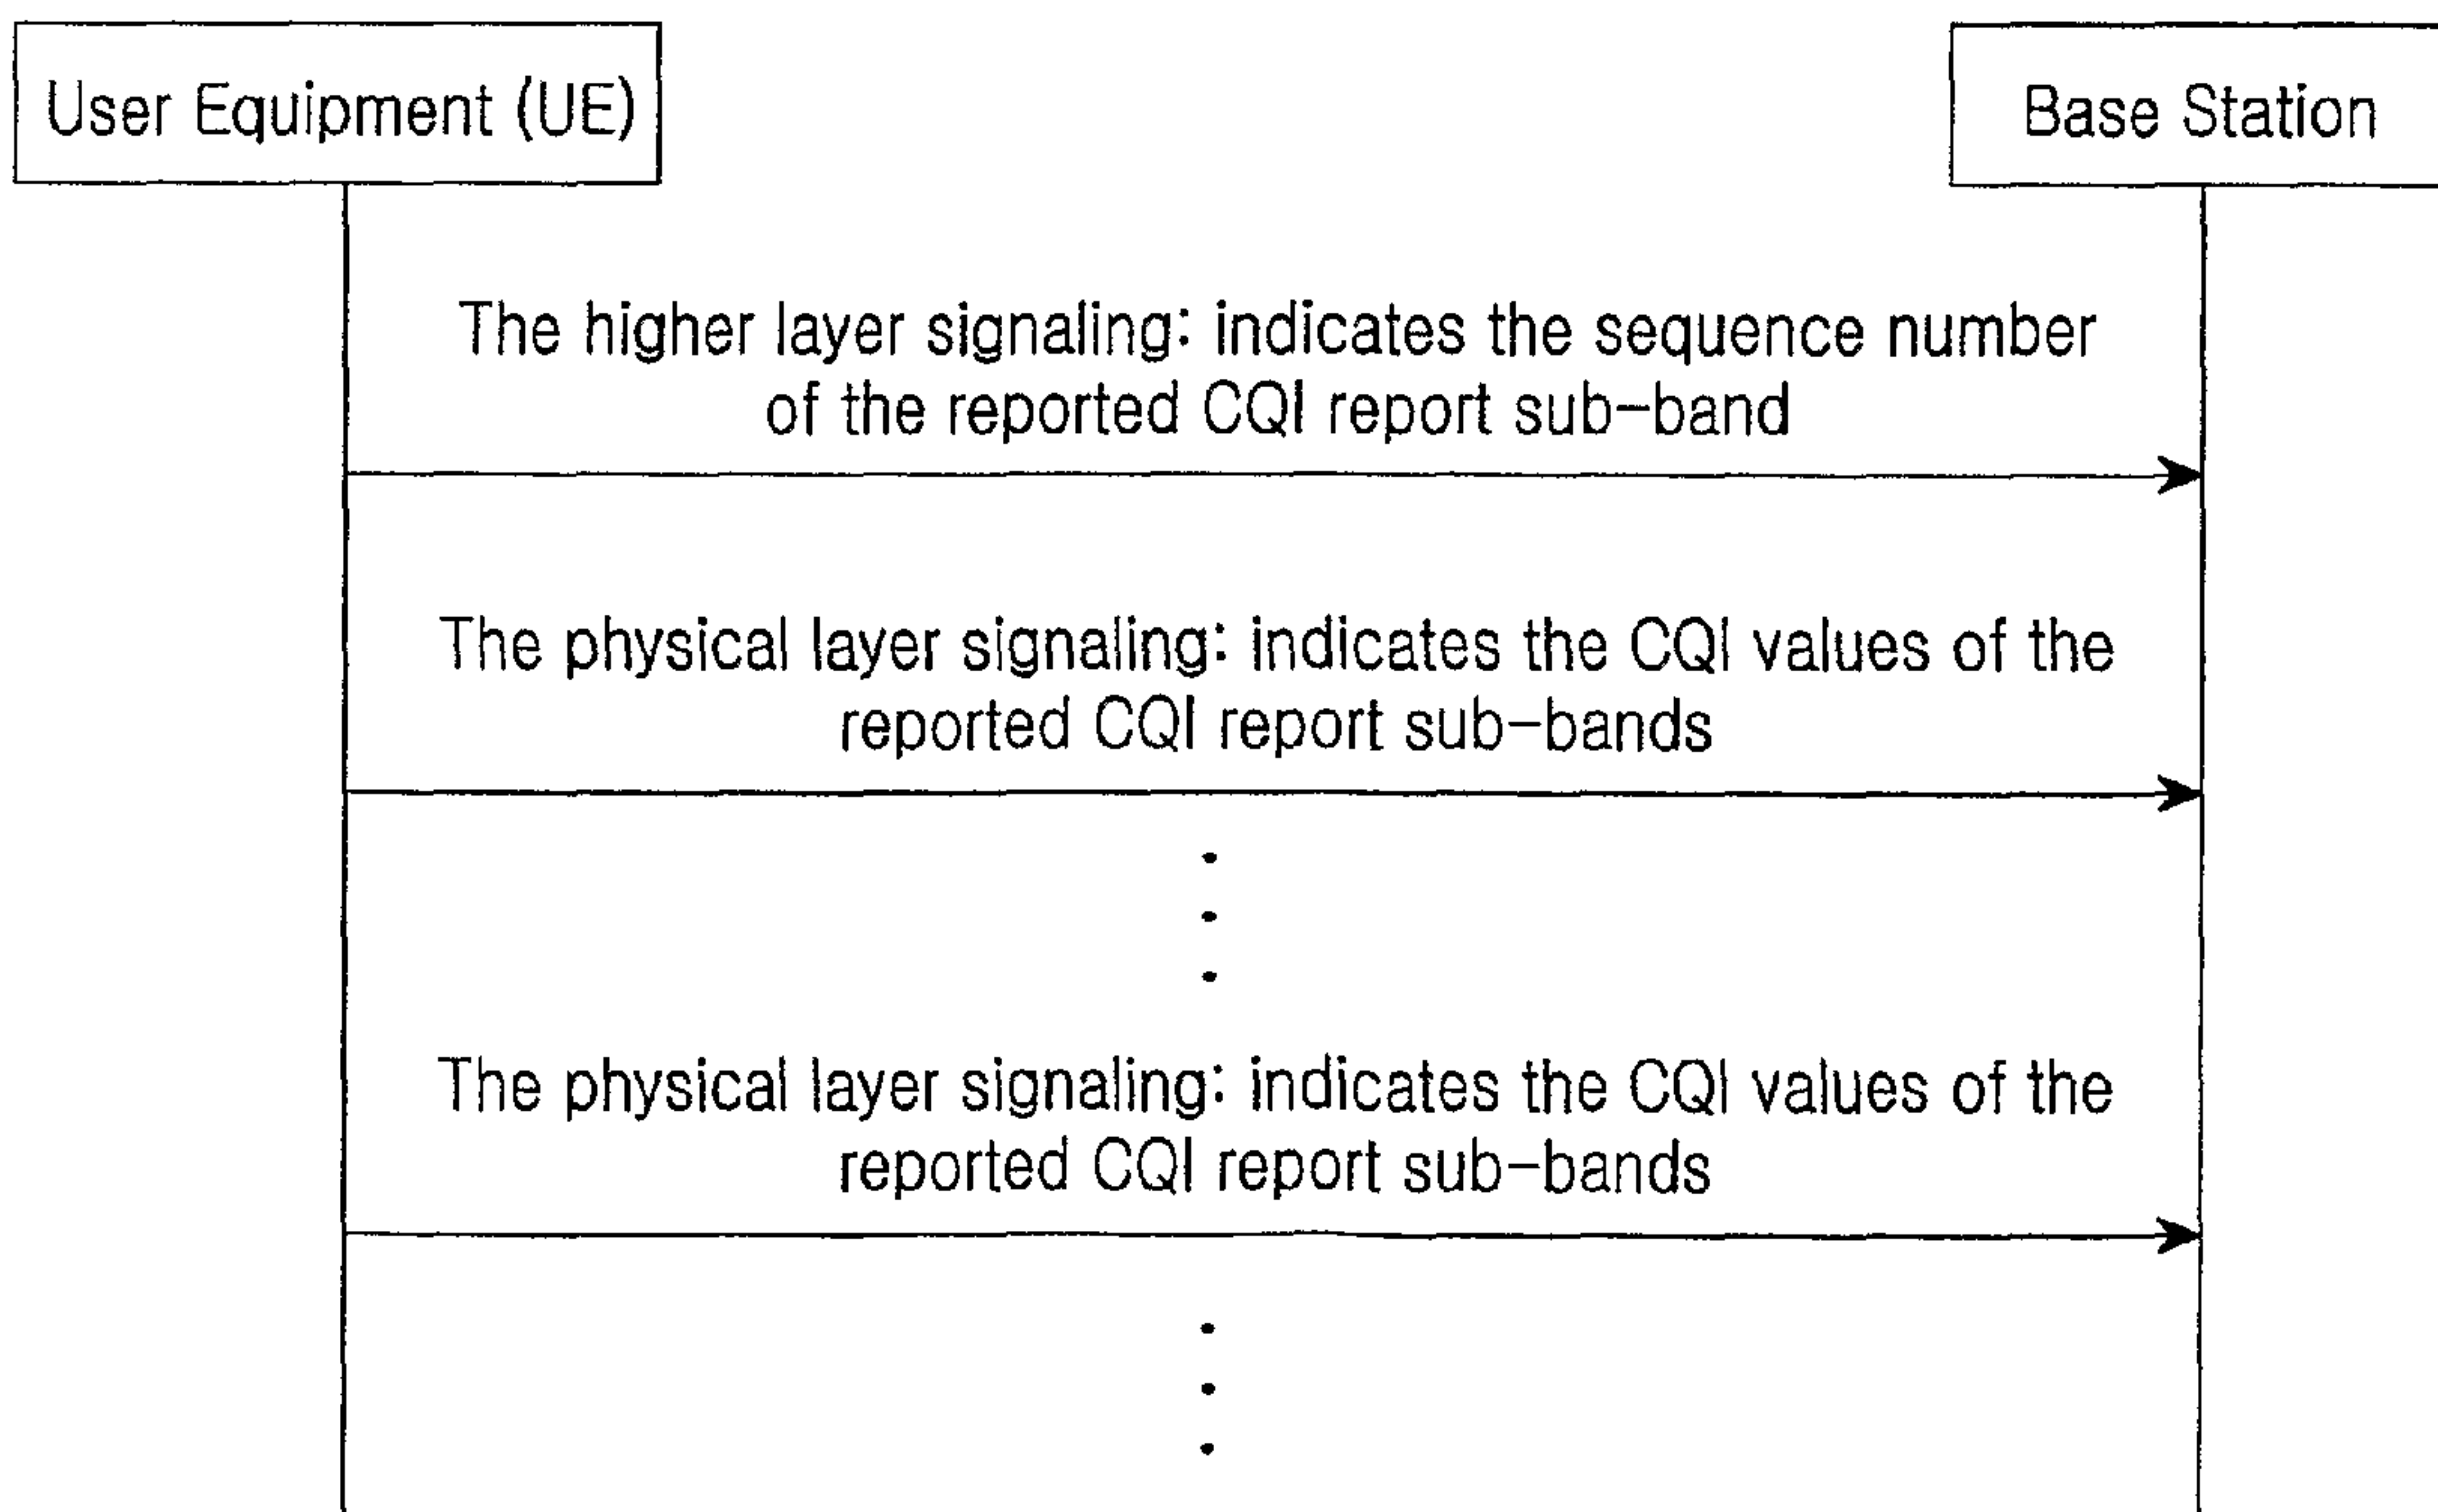 User Equipment (UE)
Base Station
The higher layer signaling: indicates the sequence number
of the reported CQI report sub-band
The physical layer signaling: indicates the CQI values of the
reported CQI report sub-bands
The physical layer signaling: indicates the CQI values of the
reported CQI report sub-bands